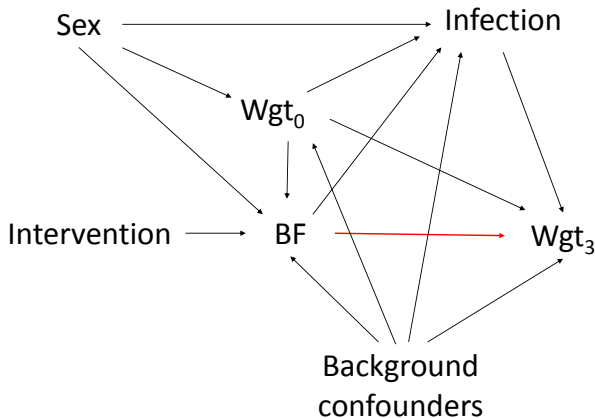 Sex
Infection
Wgt₀
Intervention
BF
Wgt₃
Background
confounders